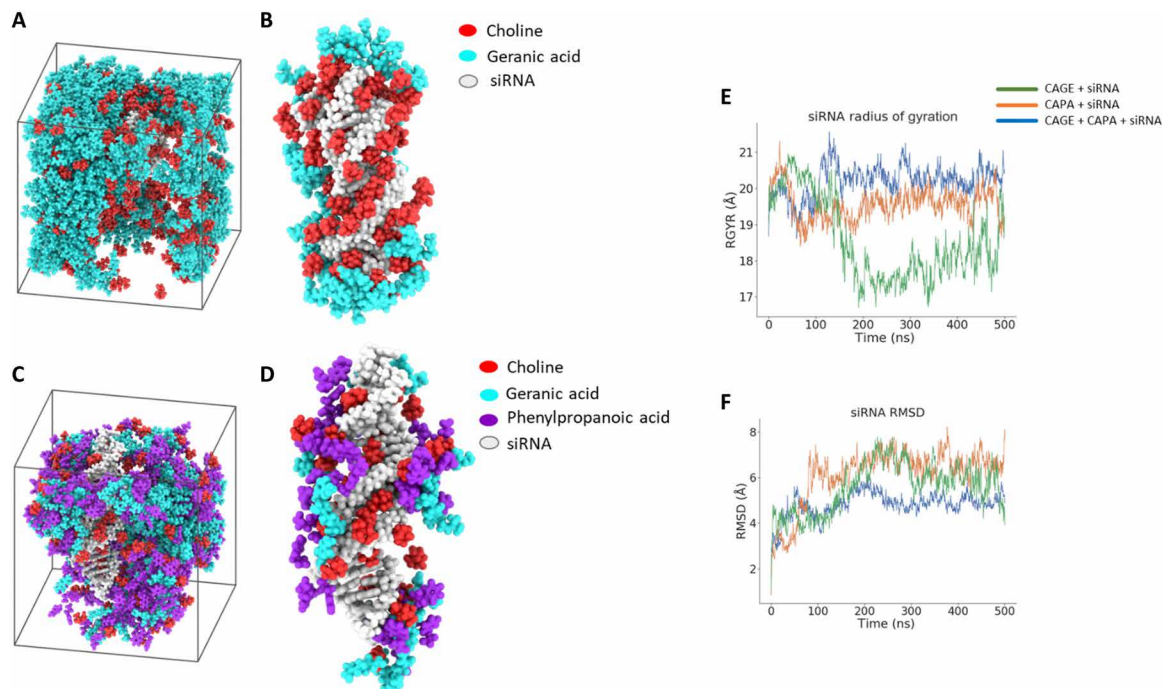 A
B
Choline
Geranic acid
siRNA
C
D
Choline
Geranic acid
Phenylpropanoic acid
siRNA
E
CAGE + siRNA
CAPA + siRNA
CAGE + CAPA + siRNA
siRNA radius of gyration
21
20
19
18
17
RGYR (Å)
0 100 200 300 400 500
Time (ns)
F
siRNA RMSD
8
6
4
2
RMSD (Å)
0 100 200 300 400 500
Time (ns)